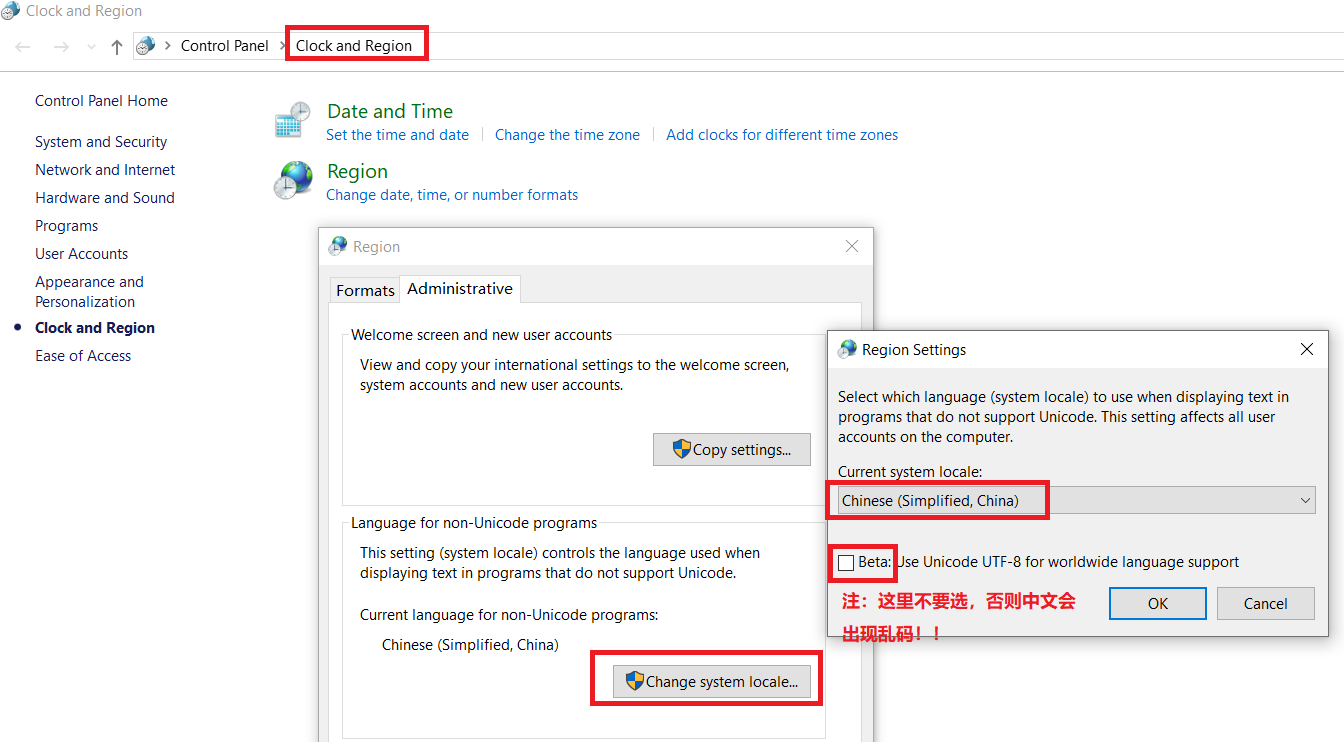 Clock and Region
Control Panel > Clock and Region
Control Panel Home
System and Security
Network and Internet
Hardware and Sound
Programs
User Accounts
Appearance and
Personalization
Clock and Region
Ease of Access
Date and Time
Set the time and date Change the time zone Add clocks for different time zones
Region
Change date, time, or number formats
Region
Formats Administrative
Welcome screen and new user accounts
View and copy your international settings to the welcome screen,
system accounts and new user accounts.
Copy settings...
Language for non-Unicode programs
This setting (system locale) controls the language used when
displaying text in programs that do not support Unicode.
Current language for non-Unicode programs:
Chinese (Simplified, China)
Change system locale...
Region Settings
Select which language (system locale) to use when displaying text in
programs that do not support Unicode. This setting affects all user
accounts on the computer.
Current system locale:
Chinese (Simplified, China)
Beta: Use Unicode UTF-8 for worldwide language support
注：这里不要选，否则中文会
出现乱码！！
OK Cancel